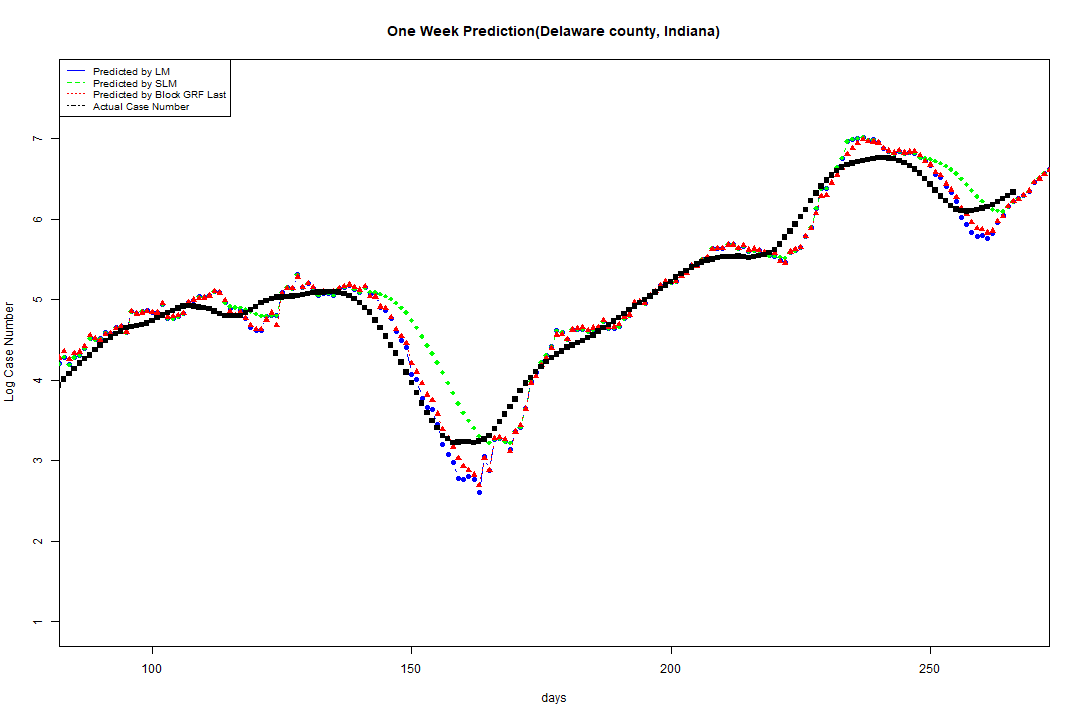 One Week Prediction(Delaware county, Indiana)
Predicted by LM
Predicted by SLM
Predicted by Block GRF Last
Actual Case Number
7
6
5
4
3
2
1
Log Case Number
100 150 200 250
days